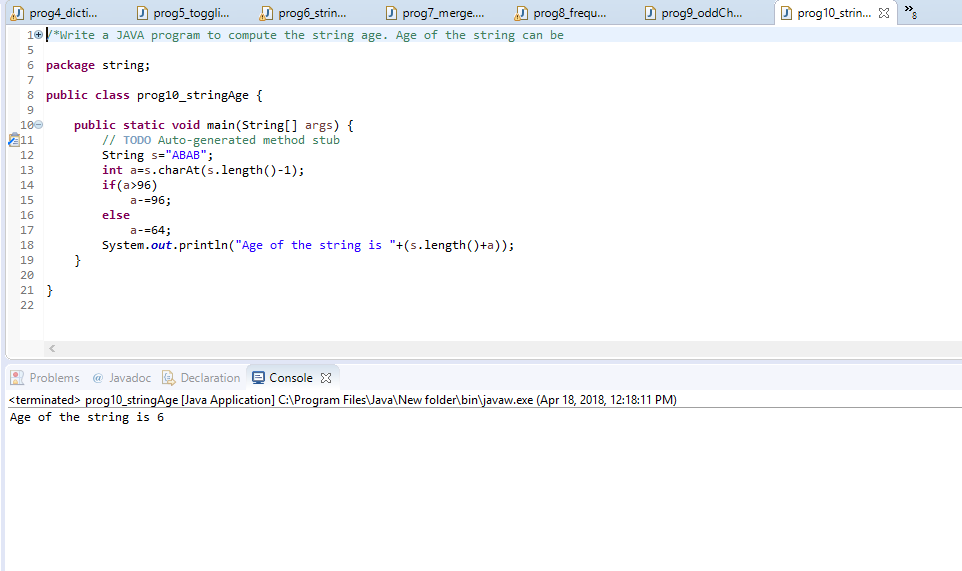 prog4_dicti... prog5_toggli... prog6_strin... prog7_merge.... prog8_frequ... prog9_oddCh... prog10_strin... »8
1 /*Write a JAVA program to compute the string age. Age of the string can be
5
6 package string;
7
8 public class prog10_stringAge {
9
10 public static void main(String[] args) {
11 // TODO Auto-generated method stub
12 String s="ABAB";
13 int a=s.charAt(s.length()-1);
14 if(a>96)
15 a-=96;
16 else
17 a-=64;
18 System.out.println("Age of the string is "+(s.length()+a));
19 }
20
21 }
22
Problems @ Javadoc Declaration Console
<terminated> prog10_stringAge [Java Application] C:\Program Files\Java\New folder\bin\javaw.exe (Apr 18, 2018, 12:18:11 PM)
Age of the string is 6